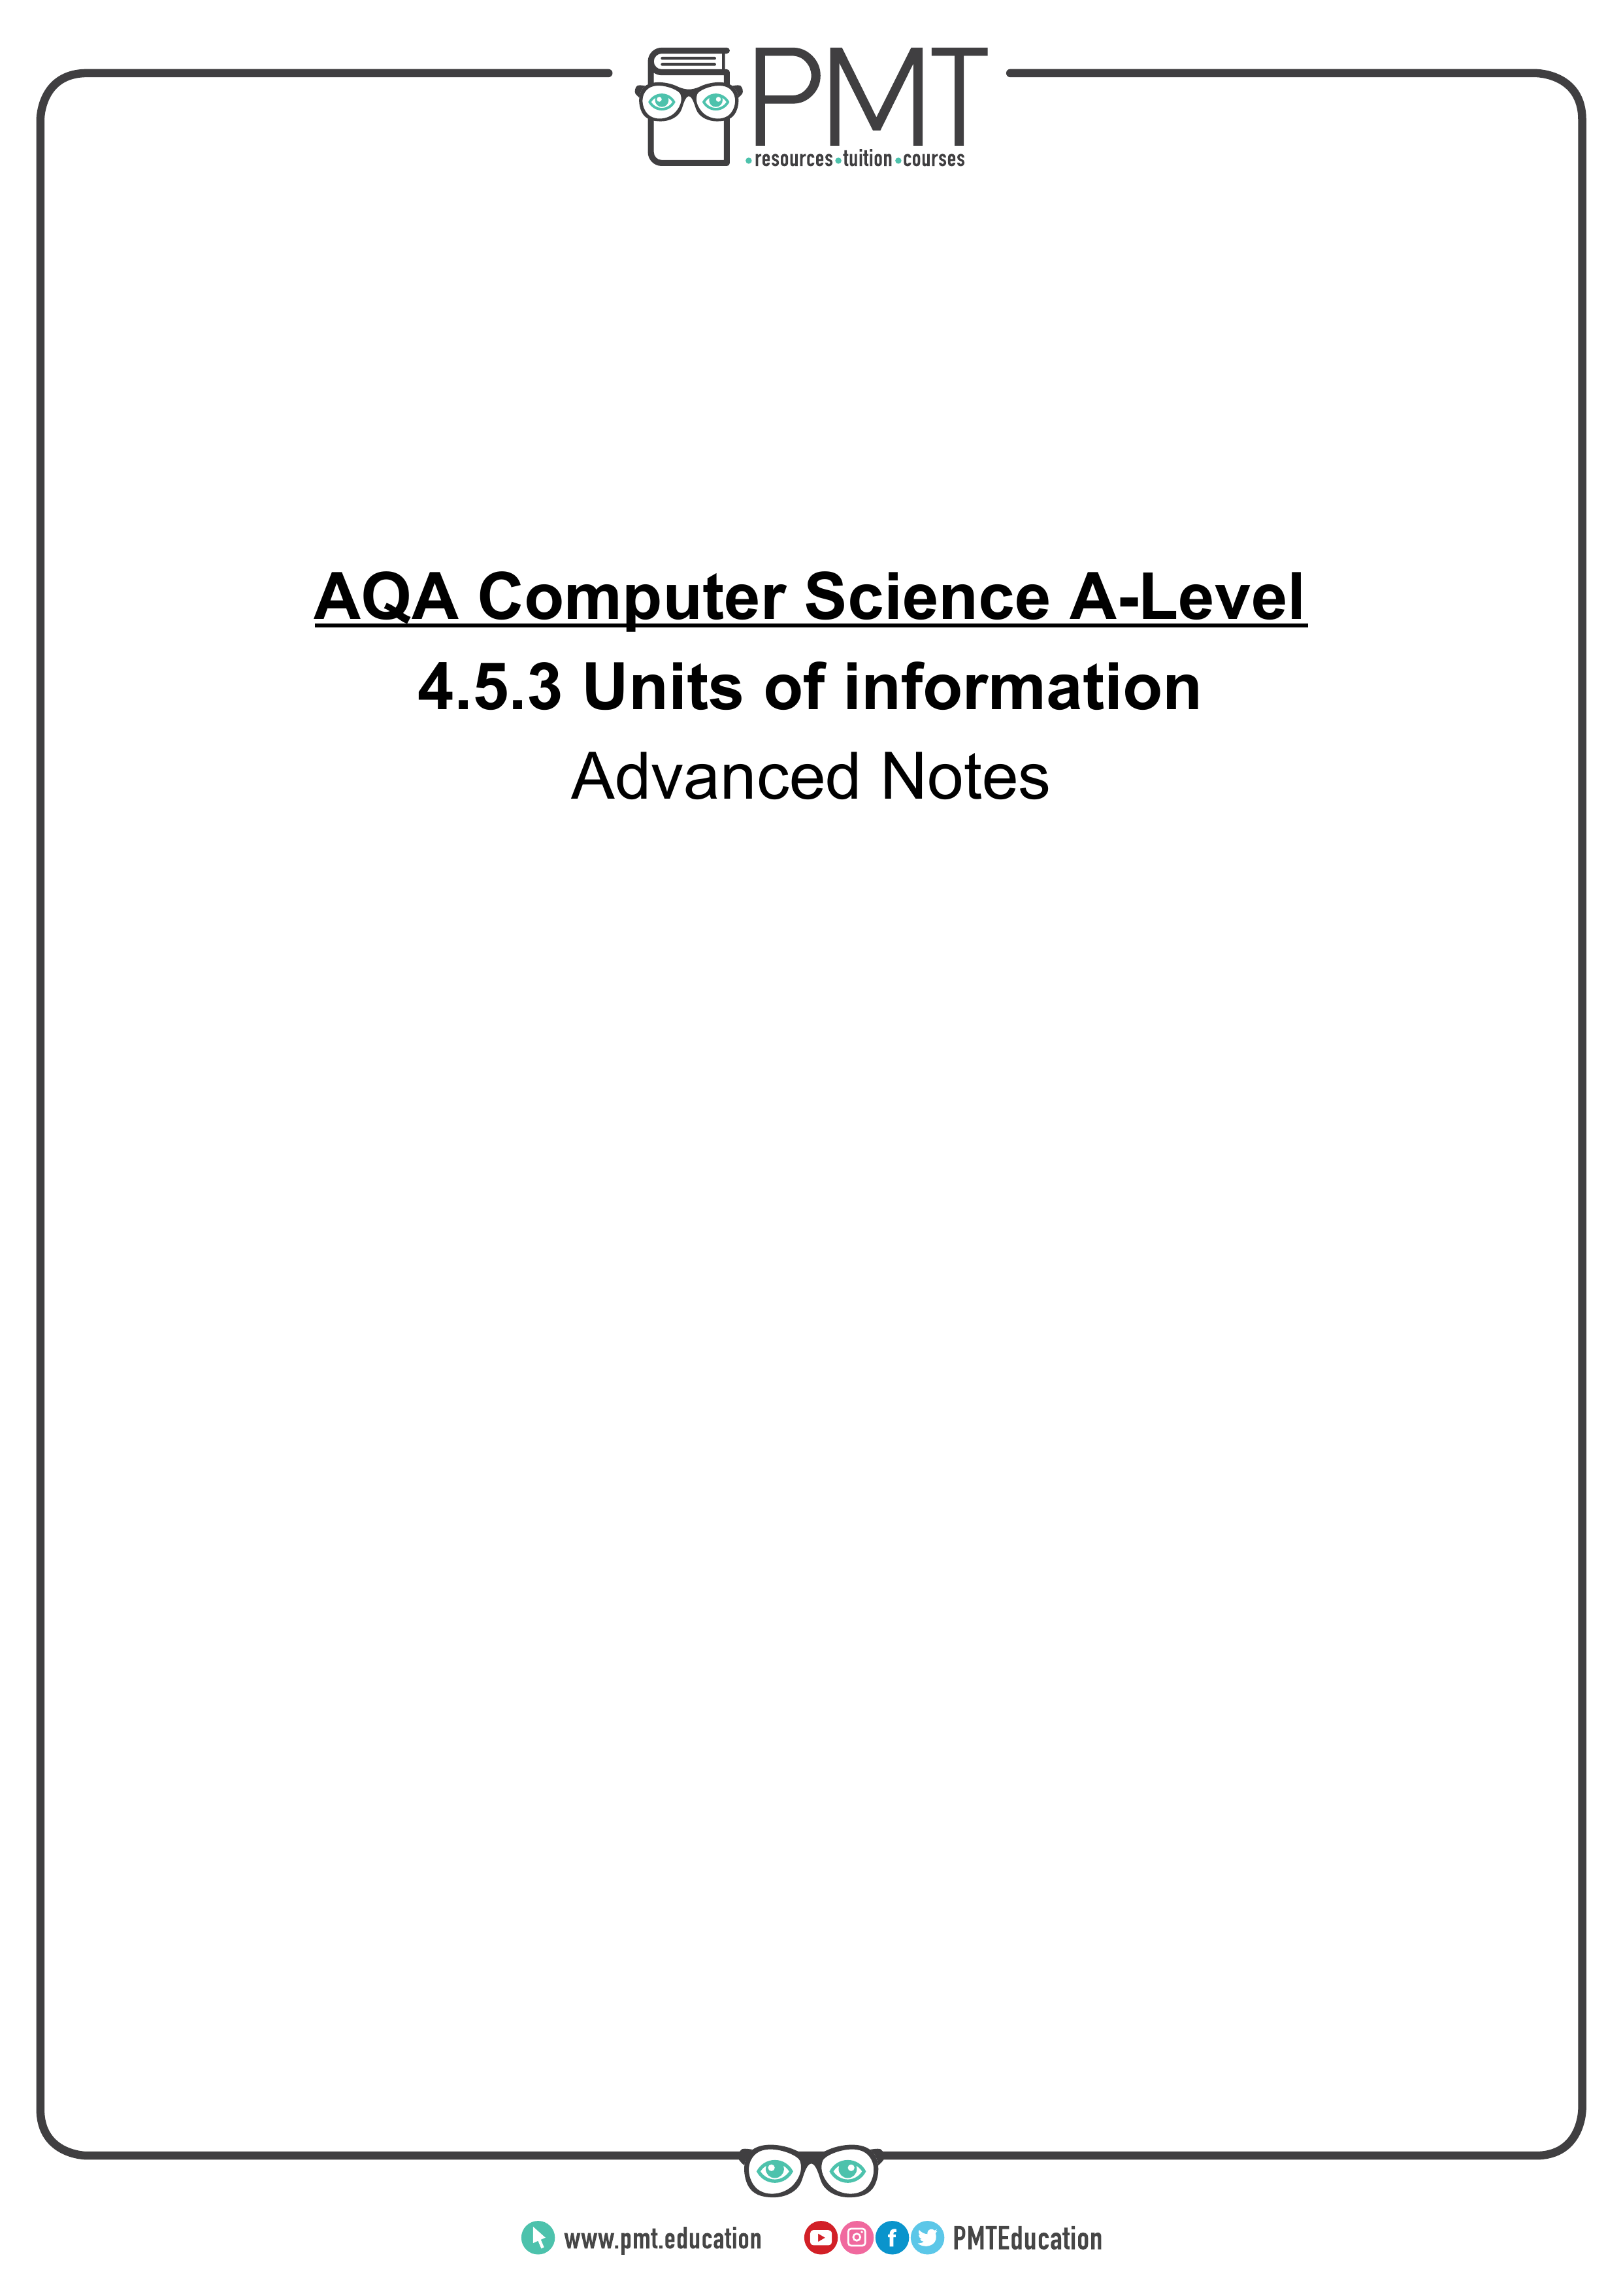 PMT
resources tuition courses
AQA Computer Science A-Level
4.5.3 Units of information
Advanced Notes
www.pmt.education PMTEducation